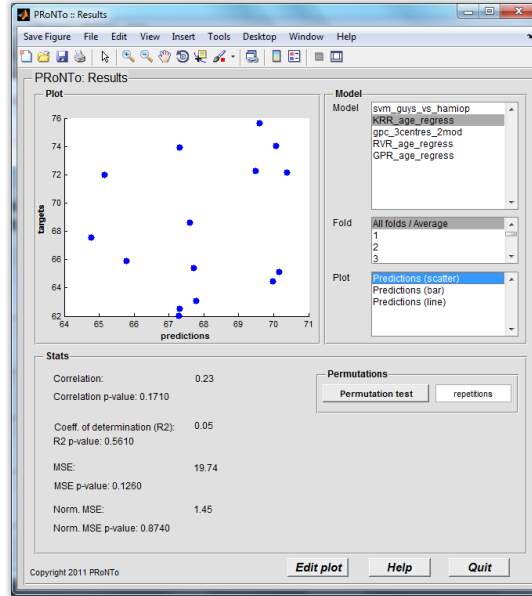 PRoNTo :: Results
Save Figure File Edit View Insert Tools Desktop Window Help
PRoNTo: Results
Plot
76
74
72
70
68
66
64
62
targets
64 65 66 67 68 69 70 71
predictions
Model
Model
svm_guys_vs_hamiop
KRR_age_regress
gpc_3centres_2mod
RVR_age_regress
GPR_age_regress
Fold
All folds / Average
1
2
3
Plot
Predictions (scatter)
Predictions (bar)
Predictions (line)
Stats
Correlation: 0.23
Correlation p-value: 0.1710
Coeff. of determination (R2): 0.05
R2 p-value: 0.5610
MSE: 19.74
MSE p-value: 0.1260
Norm. MSE: 1.45
Norm. MSE p-value: 0.8740
Permutations
Permutation test repetitions
Copyright 2011 PRoNTo
Edit plot Help Quit